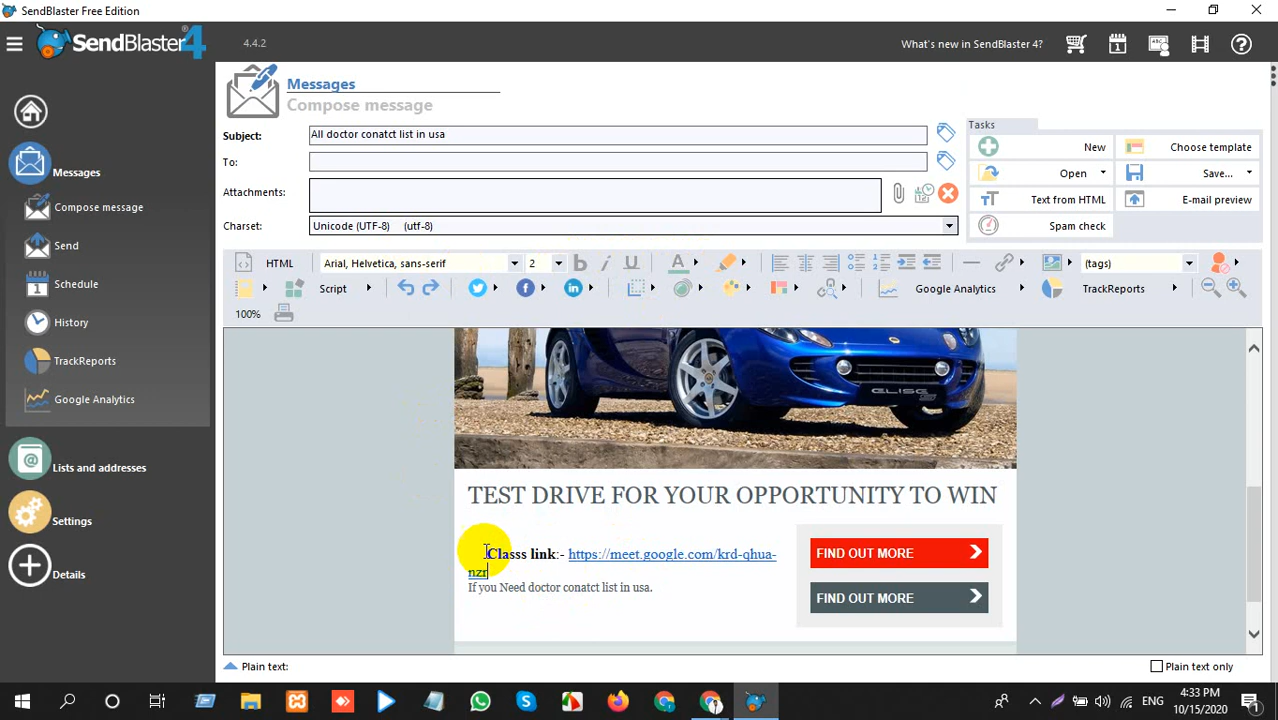 SendBlaster Free Edition
SendBlaster 4
4.4.2
What's new in SendBlaster 4?
Messages
Compose message
Messages
Compose message
Send
Schedule
History
TrackReports
Google Analytics
Lists and addresses
Settings
Details
Subject:
All doctor conatct list in usa
To:
Attachments:
Charset:
Unicode (UTF-8) (utf-8)
Tasks
New
Choose template
Open
Save...
Text from HTML
E-mail preview
Spam check
HTML
Arial, Helvetica, sans-serif
2
(tags)
Script
Google Analytics
TrackReports
100%
ELISE
TEST DRIVE FOR YOUR OPPORTUNITY TO WIN
Classs link:- https://meet.google.com/krd-qhua-
nzr
If you Need doctor conatct list in usa.
FIND OUT MORE
FIND OUT MORE
Plain text:
Plain text only
ENG
4:33 PM
10/15/2020